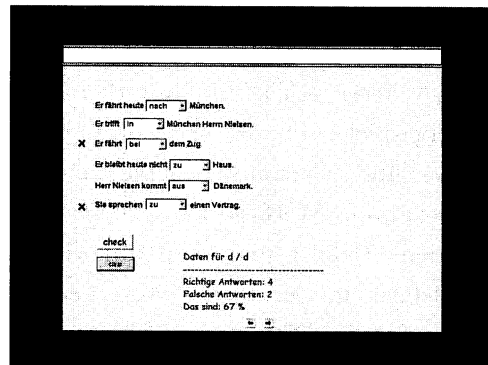 Er fährt heute nach München.
Er trifft in München Herrn Nielsen.
✗ Er fährt bei dem Zug
Er bleibt heute nicht zu Haus.
Herr Nielsen kommt aus Dänemark.
✗ Sie sprechen zu einen Vertrag.
check
Daten für d / d
Richtige Antworten: 4
Falsche Antworten: 2
Das sind: 67 %